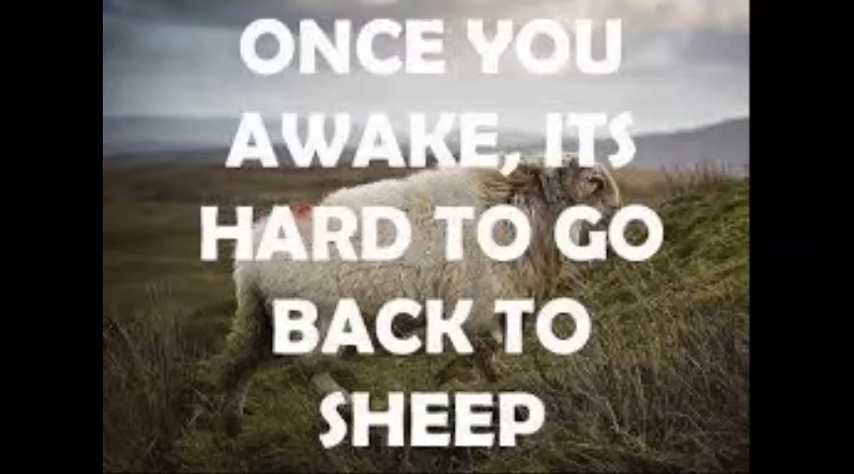 ONCE YOU
AWAKE, ITS
HARD TO GO
BACK TO
SHEEP